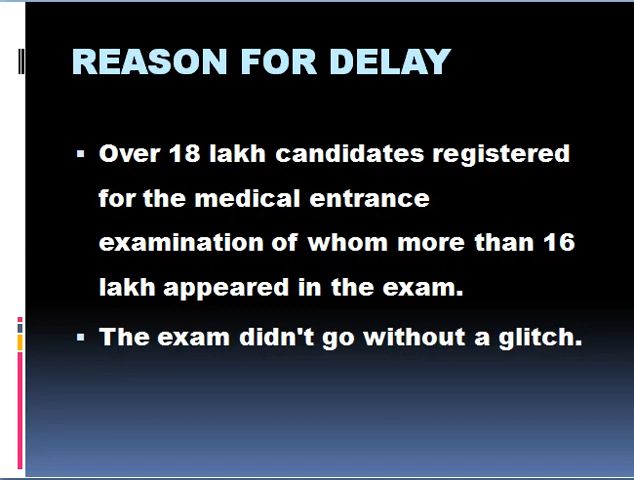 REASON FOR DELAY
▪ Over 18 lakh candidates registered
for the medical entrance
examination of whom more than 16
lakh appeared in the exam.
▪ The exam didn't go without a glitch.